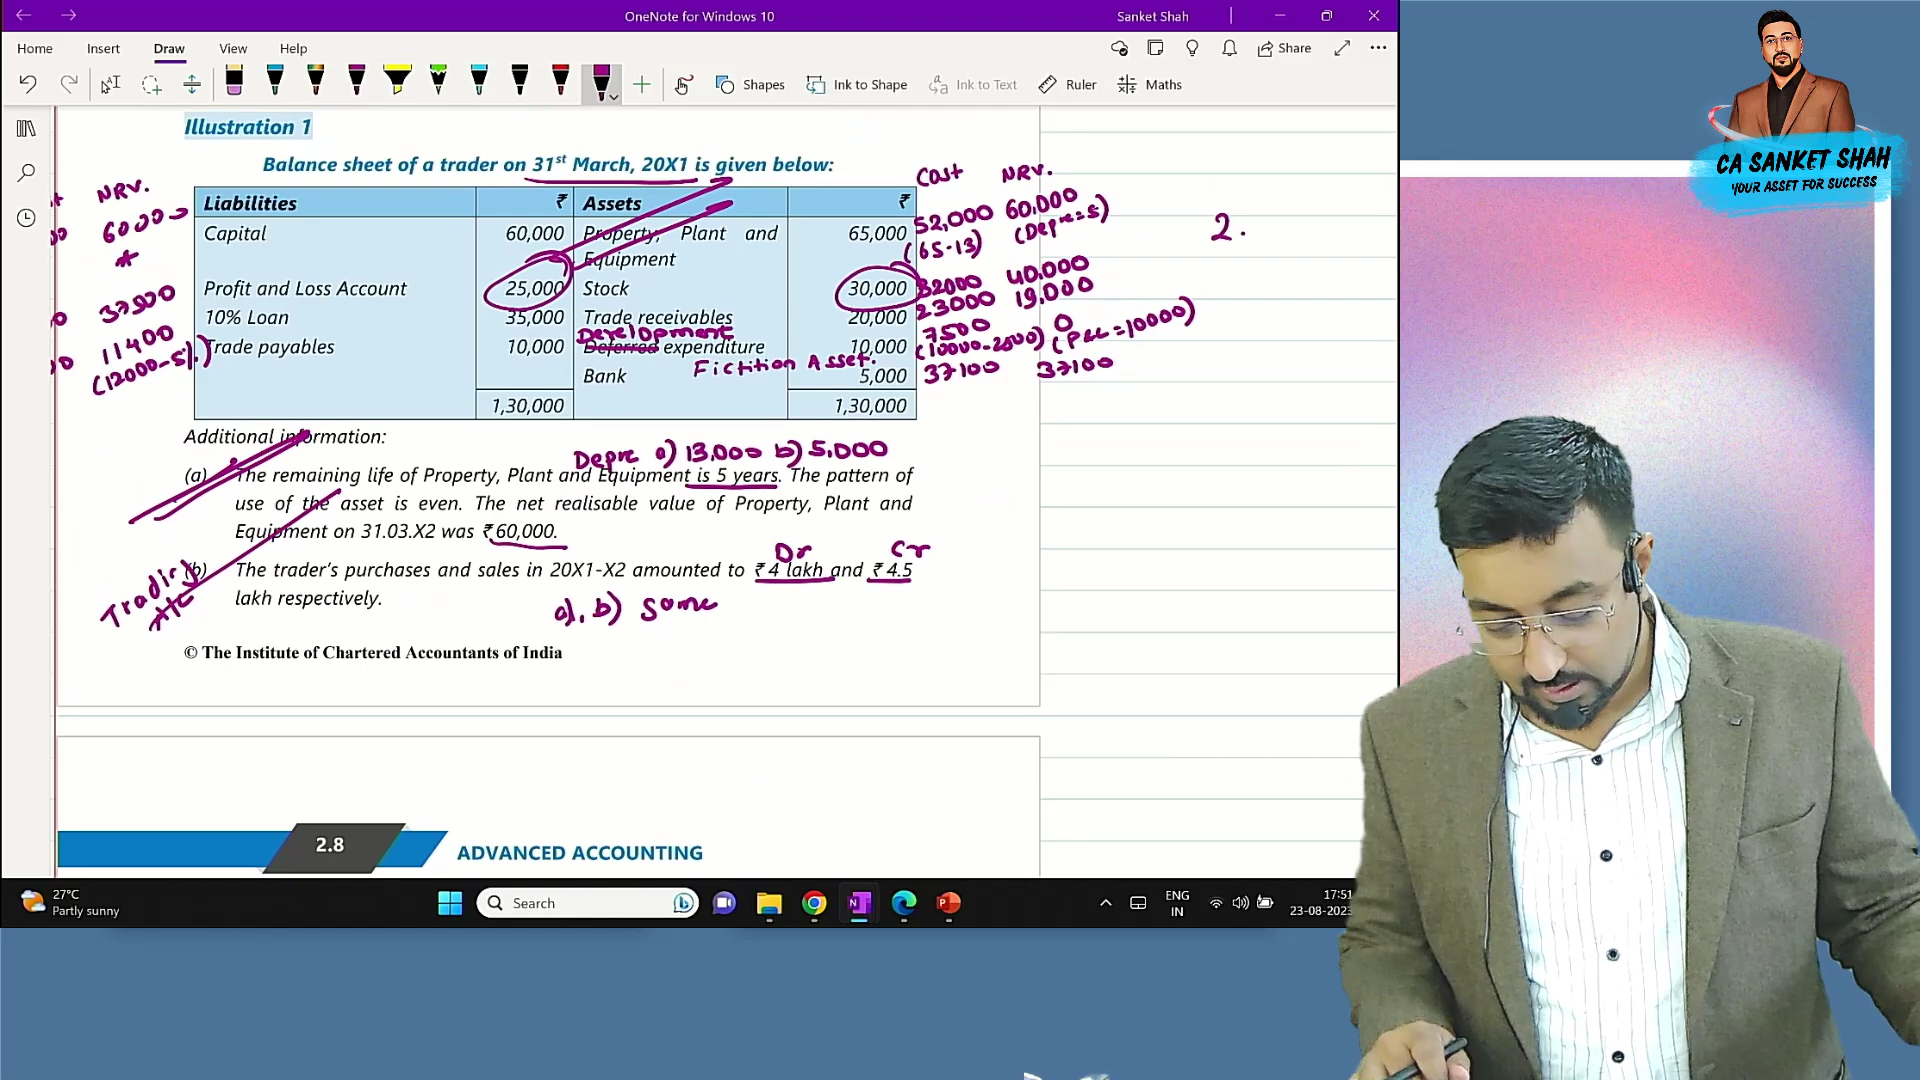 OneNote for Windows 10
Sanket Shah
Home Insert Draw View Help
Share
Shapes Ink to Shape Ink to Text Ruler Maths
CA SANKET SHAH
YOUR ASSET FOR SUCCESS
Illustration 1
Balance sheet of a trader on 31st March, 20X1 is given below:
Cost NRV.
NRV.
Liabilities ₹ Assets ₹
Capital 60,000 Property, Plant and Equipment 65,000
52,000 60,000
(65-13) (Depre=5)
2.
Profit and Loss Account 25,000 Stock 30,000
32000 40,000
10% Loan 35,000 Trade receivables 20,000
23000 19,000
Development
Trade payables 10,000 Deferred expenditure 10,000
7500 0
(10000-2500) (P&L=10000)
Fictition Asset.
Bank 5,000
37100 37100
1,30,000 1,30,000
11400
(12000-5%)
Additional information:
Depre a) 13,000 b) 5,000
(a) The remaining life of Property, Plant and Equipment is 5 years. The pattern of
use of the asset is even. The net realisable value of Property, Plant and
Equipment on 31.03.X2 was ₹ 60,000.
Dr Cr
(b) The trader's purchases and sales in 20X1-X2 amounted to ₹ 4 lakh and ₹ 4.5
lakh respectively.
Trading
A/c
a), b) Same
© The Institute of Chartered Accountants of India
2.8 ADVANCED ACCOUNTING
27°C
Partly sunny
Search
ENG
IN
17:51
23-08-2023